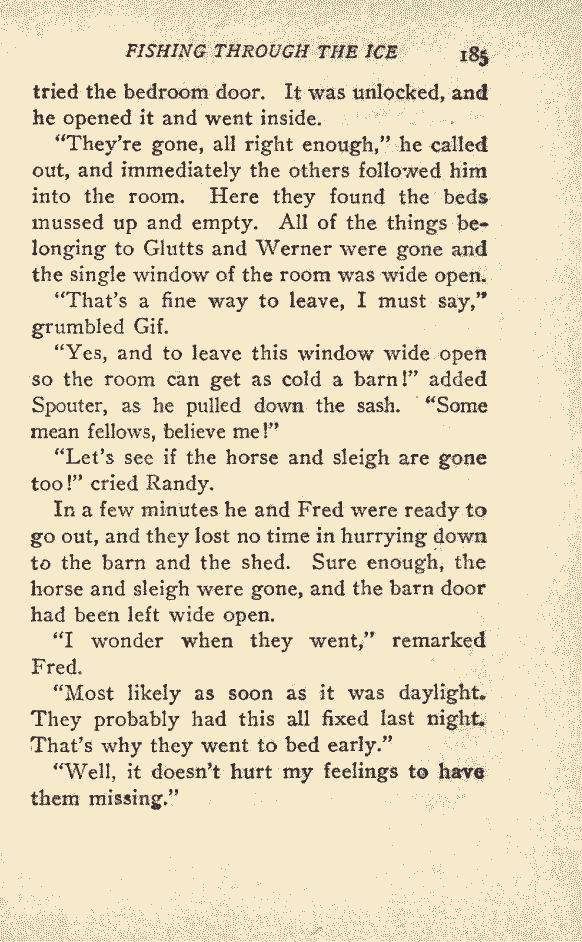 FISHING THROUGH THE ICE 185
tried the bedroom door. It was unlocked, and
he opened it and went inside.
“They’re gone, all right enough,” he called
out, and immediately the others followed him
into the room. Here they found the beds
mussed up and empty. All of the things be-
longing to Glutts and Werner were gone and
the single window of the room was wide open.
“That’s a fine way to leave, I must say,”
grumbled Gif.
“Yes, and to leave this window wide open
so the room can get as cold a barn!” added
Spouter, as he pulled down the sash. “Some
mean fellows, believe me!”
“Let’s see if the horse and sleigh are gone
too!” cried Randy.
In a few minutes he and Fred were ready to
go out, and they lost no time in hurrying down
to the barn and the shed. Sure enough, the
horse and sleigh were gone, and the barn door
had been left wide open.
“I wonder when they went,” remarked
Fred.
“Most likely as soon as it was daylight.
They probably had this all fixed last night.
That’s why they went to bed early.”
“Well, it doesn’t hurt my feelings to have
them missing.”